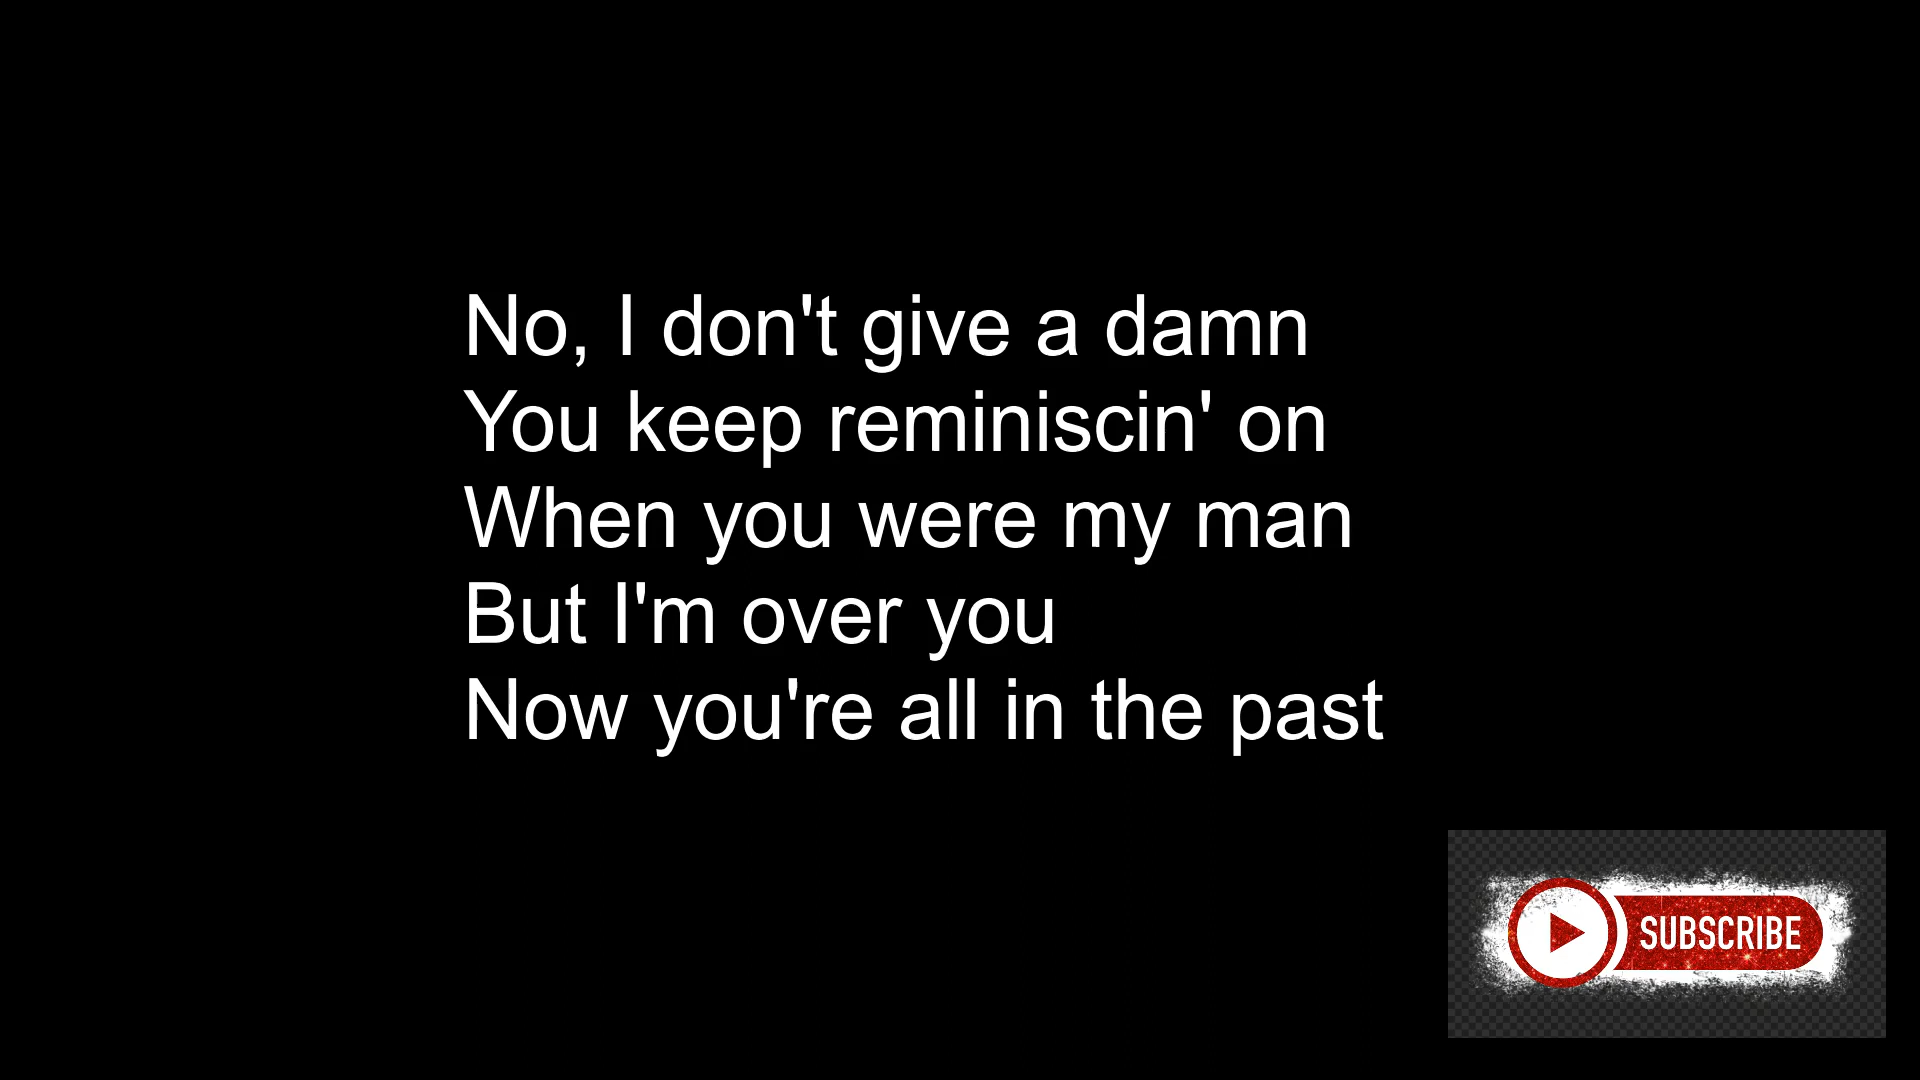 No, I don't give a damn
You keep reminiscin' on
When you were my man
But I'm over you
Now you're all in the past
SUBSCRIBE